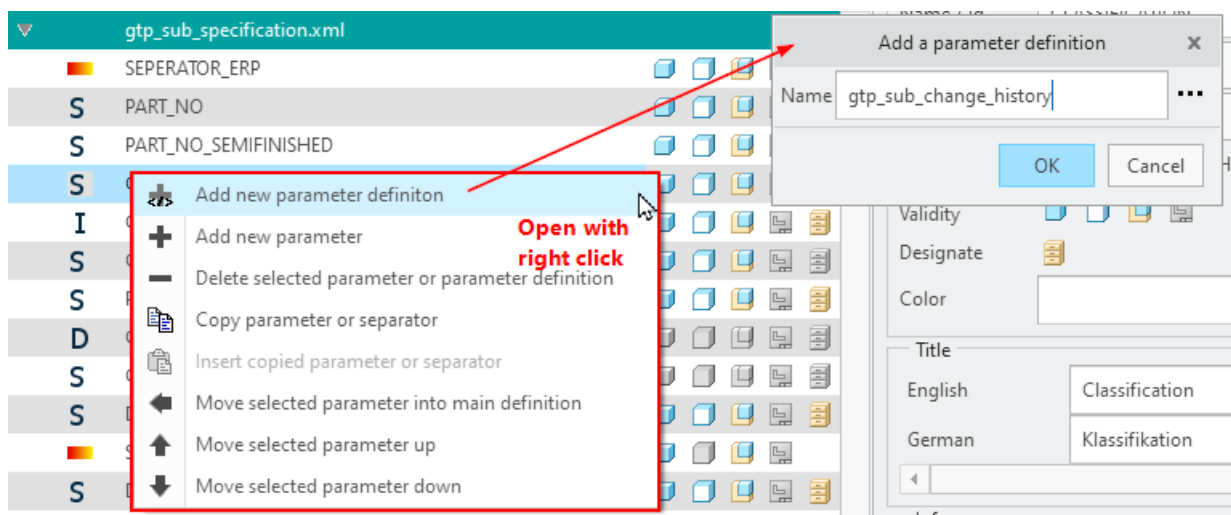 gtp_sub_specification.xml
SEPERATOR_ERP
PART_NO
PART_NO_SEMIFINISHED
S
S
S
I
S
S
D
S
S
S
Add new parameter definiton
Add new parameter
Delete selected parameter or parameter definition
Copy parameter or separator
Insert copied parameter or separator
Move selected parameter into main definition
Move selected parameter up
Move selected parameter down
Open with
right click
Add a parameter definition
Name gtp_sub_change_history
OK Cancel
Validity
Designate
Color
Title
English Classification
German Klassifikation